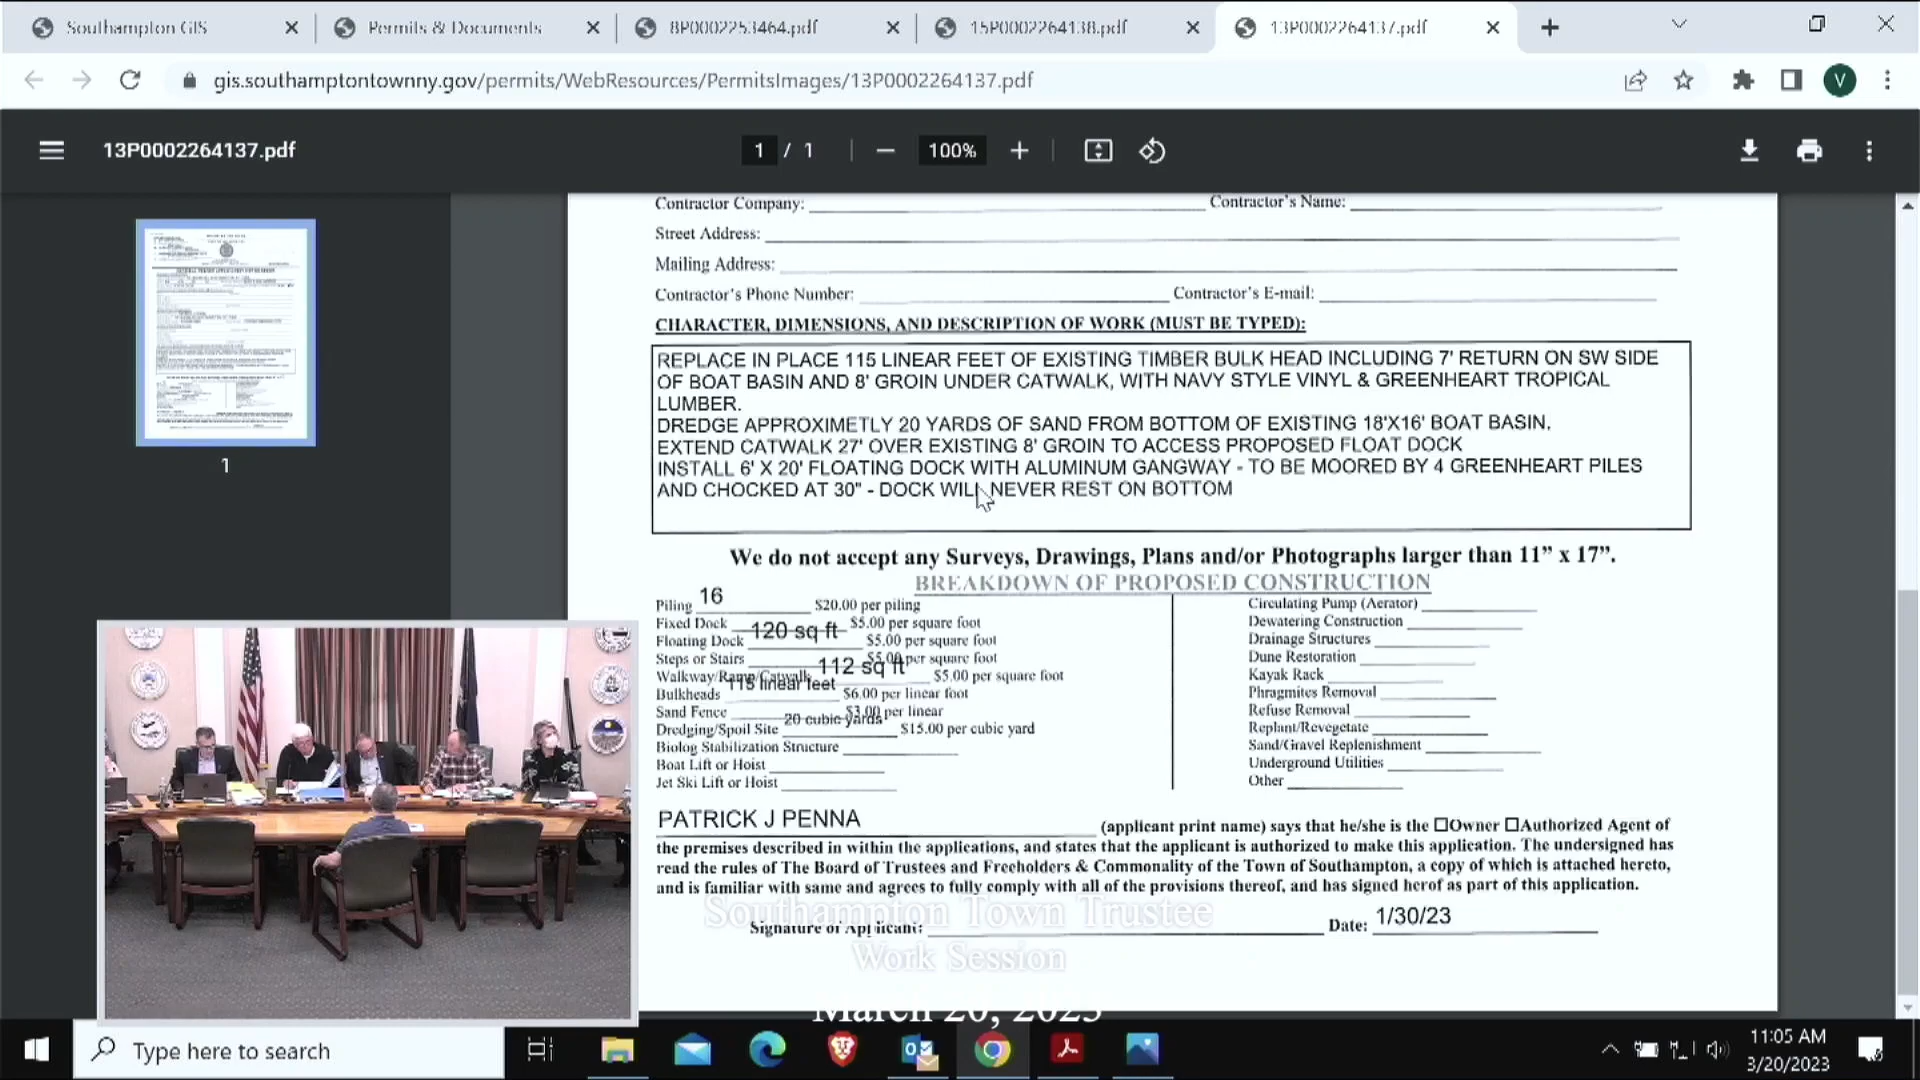 Southampton GIS
Permits & Documents
8P0002253464.pdf
15P0002264138.pdf
13P0002264137.pdf
gis.southamptontownny.gov/permits/WebResources/PermitsImages/13P0002264137.pdf
V
13P0002264137.pdf
1 / 1
100%
1
Contractor Company: Contractor's Name:
Street Address:
Mailing Address:
Contractor's Phone Number: Contractor's E-mail:
CHARACTER, DIMENSIONS, AND DESCRIPTION OF WORK (MUST BE TYPED):
REPLACE IN PLACE 115 LINEAR FEET OF EXISTING TIMBER BULK HEAD INCLUDING 7' RETURN ON SW SIDE
OF BOAT BASIN AND 8' GROIN UNDER CATWALK, WITH NAVY STYLE VINYL & GREENHEART TROPICAL
LUMBER.
DREDGE APPROXIMETLY 20 YARDS OF SAND FROM BOTTOM OF EXISTING 18'X16' BOAT BASIN.
EXTEND CATWALK 27' OVER EXISTING 8' GROIN TO ACCESS PROPOSED FLOAT DOCK
INSTALL 6' X 20' FLOATING DOCK WITH ALUMINUM GANGWAY - TO BE MOORED BY 4 GREENHEART PILES
AND CHOCKED AT 30" - DOCK WILL NEVER REST ON BOTTOM
We do not accept any Surveys, Drawings, Plans and/or Photographs larger than 11" x 17".
BREAKDOWN OF PROPOSED CONSTRUCTION
Piling 16 $20.00 per piling
Fixed Dock $5.00 per square foot
120 sq ft
Floating Dock $5.00 per square foot
Steps or Stairs $5.00 per square foot
112 sq ft
Walkway/Ramp/Catwalk $5.00 per square foot
115 linear feet
Bulkheads $6.00 per linear foot
Sand Fence $3.00 per linear
20 cubic yards
Dredging/Spoil Site $15.00 per cubic yard
Biolog Stabilization Structure
Boat Lift or Hoist
Jet Ski Lift or Hoist
Circulating Pump (Aerator)
Dewatering Construction
Drainage Structures
Dune Restoration
Kayak Rack
Phragmites Removal
Refuse Removal
Replant/Revegetate
Sand/Gravel Replenishment
Underground Utilities
Other
PATRICK J PENNA (applicant print name) says that he/she is the ☐Owner ☐Authorized Agent of
the premises described in within the applications, and states that the applicant is authorized to make this application. The undersigned has
read the rules of The Board of Trustees and Freeholders & Commonality of the Town of Southampton, a copy of which is attached hereto,
and is familiar with same and agrees to fully comply with all of the provisions thereof, and has signed herof as part of this application.
Signature of Applicant: Date: 1/30/23
Southampton Town Trustee
Work Session
March 20, 2023
Type here to search
11:05 AM
3/20/2023